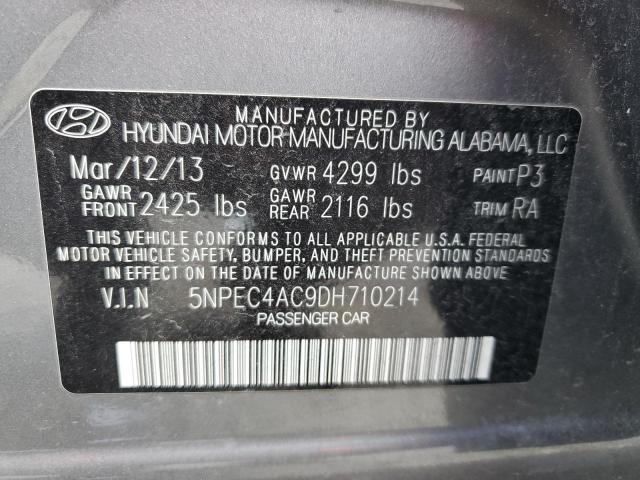 MANUFACTURED BY
HYUNDAI MOTOR MANUFACTURING ALABAMA, LLC
Mar/12/13 GVWR 4299 lbs PAINT P3
GAWR FRONT 2425 lbs GAWR REAR 2116 lbs TRIM RA
THIS VEHICLE CONFORMS TO ALL APPLICABLE U.S.A. FEDERAL
MOTOR VEHICLE SAFETY, BUMPER, AND THEFT PREVENTION STANDARDS
IN EFFECT ON THE DATE OF MANUFACTURE SHOWN ABOVE.
V.I.N 5NPEC4AC9DH710214
PASSENGER CAR